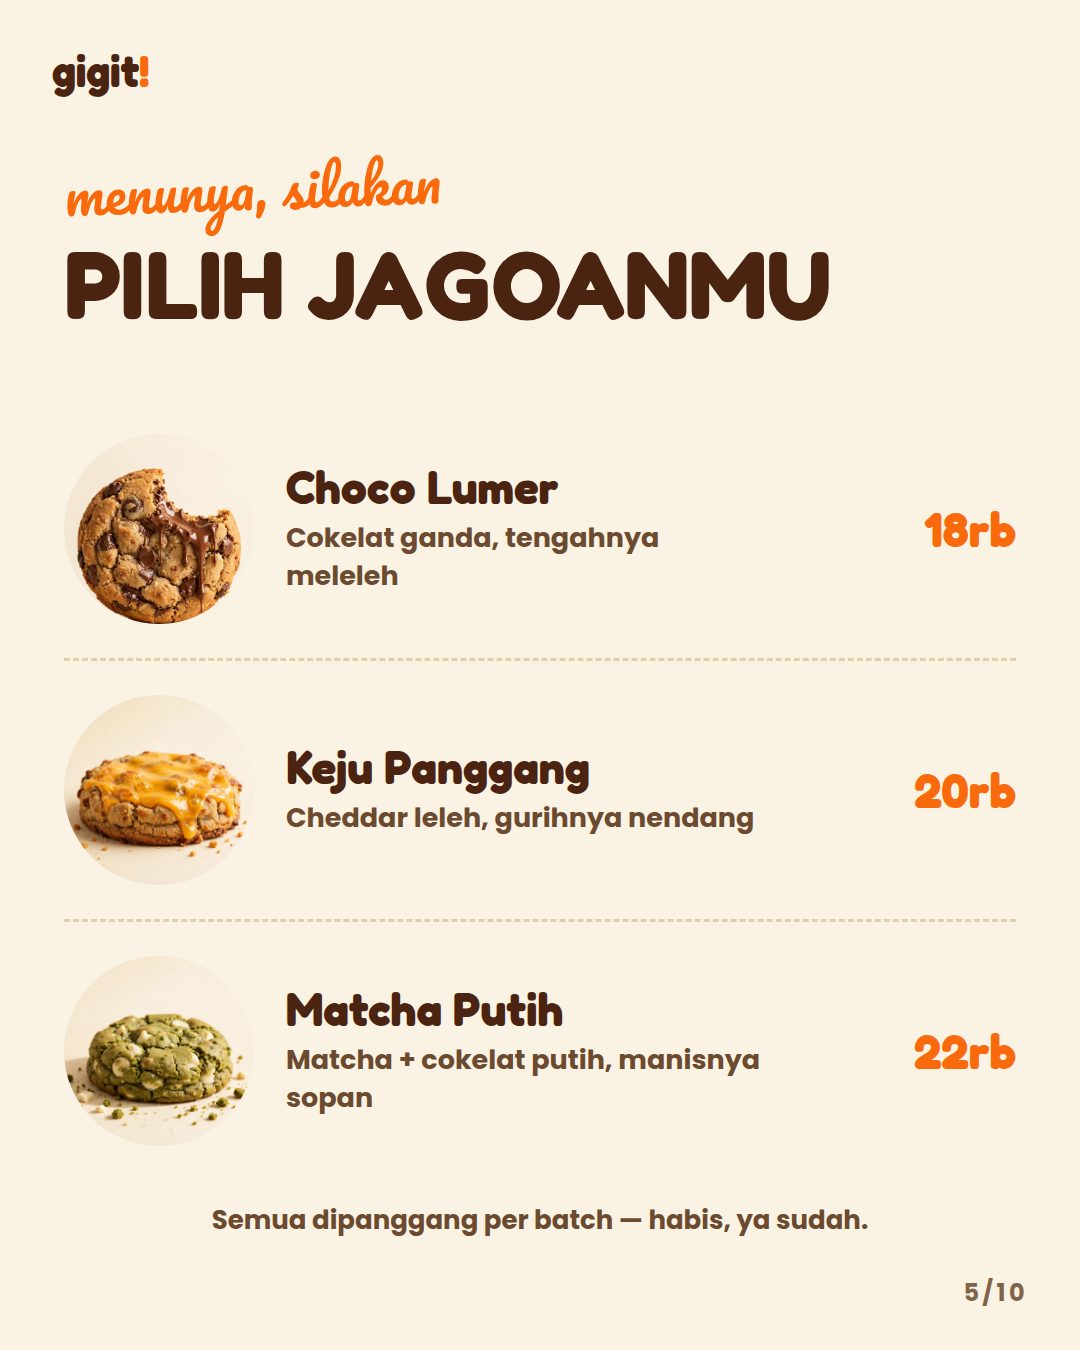 gigit!
menunya, silakan
PILIH JAGOANMU
Choco Lumer
Cokelat ganda, tengahnya
meleleh
18rb
Keju Panggang
Cheddar leleh, gurihnya nendang
20rb
Matcha Putih
Matcha + cokelat putih, manisnya
sopan
22rb
Semua dipanggang per batch — habis, ya sudah.
5/10